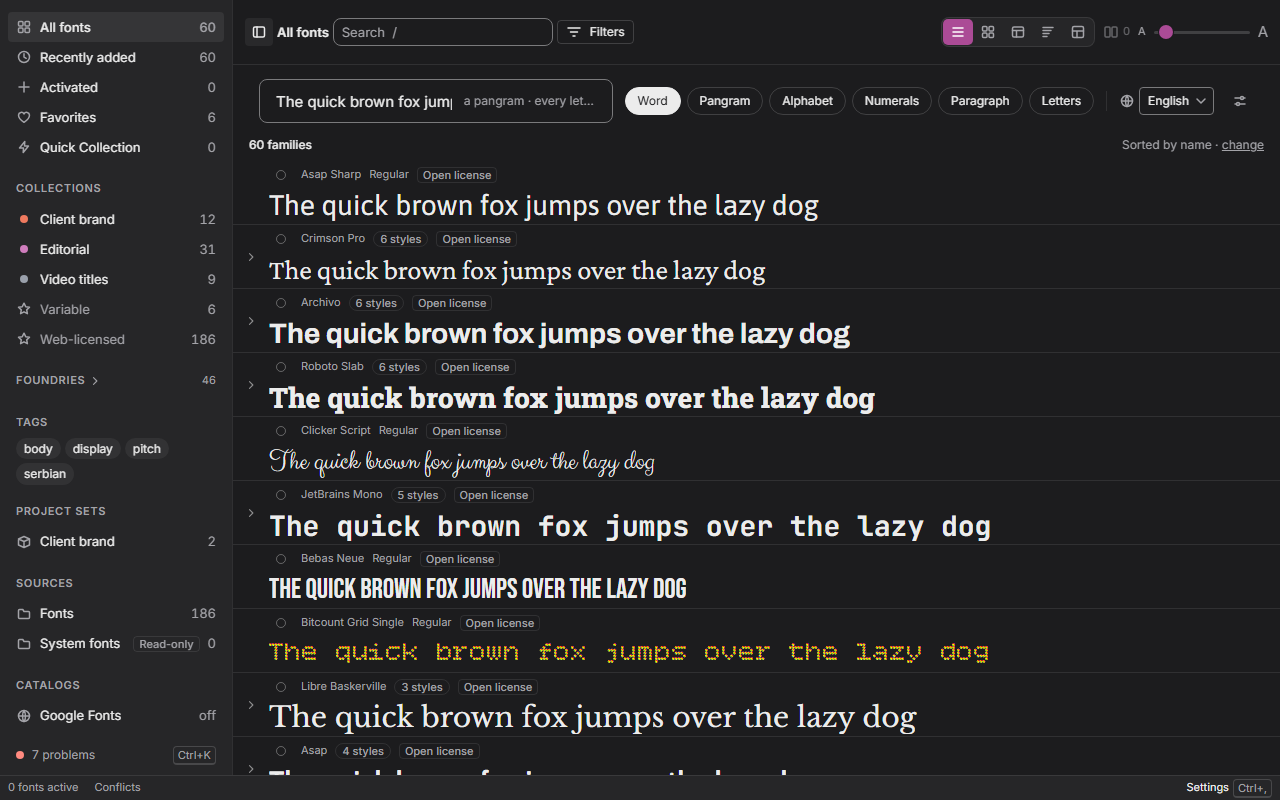 All fonts 60
Recently added 60
Activated 0
Favorites 6
Quick Collection 0
COLLECTIONS
Client brand 12
Editorial 31
Video titles 9
Variable 6
Web-licensed 186
FOUNDRIES 46
TAGS
body display pitch
serbian
PROJECT SETS
Client brand 2
SOURCES
Fonts 186
System fonts Read-only 0
CATALOGS
Google Fonts off
7 problems Ctrl+K
All fonts Search / Filters 0 A A
The quick brown fox jump a pangram · every let... Word Pangram Alphabet Numerals Paragraph Letters English
60 families Sorted by name · change
Asap Sharp Regular Open license
The quick brown fox jumps over the lazy dog
Crimson Pro 6 styles Open license
The quick brown fox jumps over the lazy dog
Archivo 6 styles Open license
The quick brown fox jumps over the lazy dog
Roboto Slab 6 styles Open license
The quick brown fox jumps over the lazy dog
Clicker Script Regular Open license
The quick brown fox jumps over the lazy dog
JetBrains Mono 5 styles Open license
The quick brown fox jumps over the lazy dog
Bebas Neue Regular Open license
THE QUICK BROWN FOX JUMPS OVER THE LAZY DOG
Bitcount Grid Single Regular Open license
The quick brown fox jumps over the lazy dog
Libre Baskerville 3 styles Open license
The quick brown fox jumps over the lazy dog
Asap 4 styles Open license
0 fonts active Conflicts Settings Ctrl+,